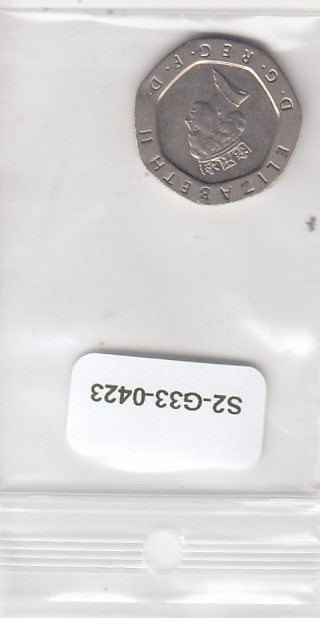 S2-G33-0423
ELIZABETH II D. G. REG. F. D.